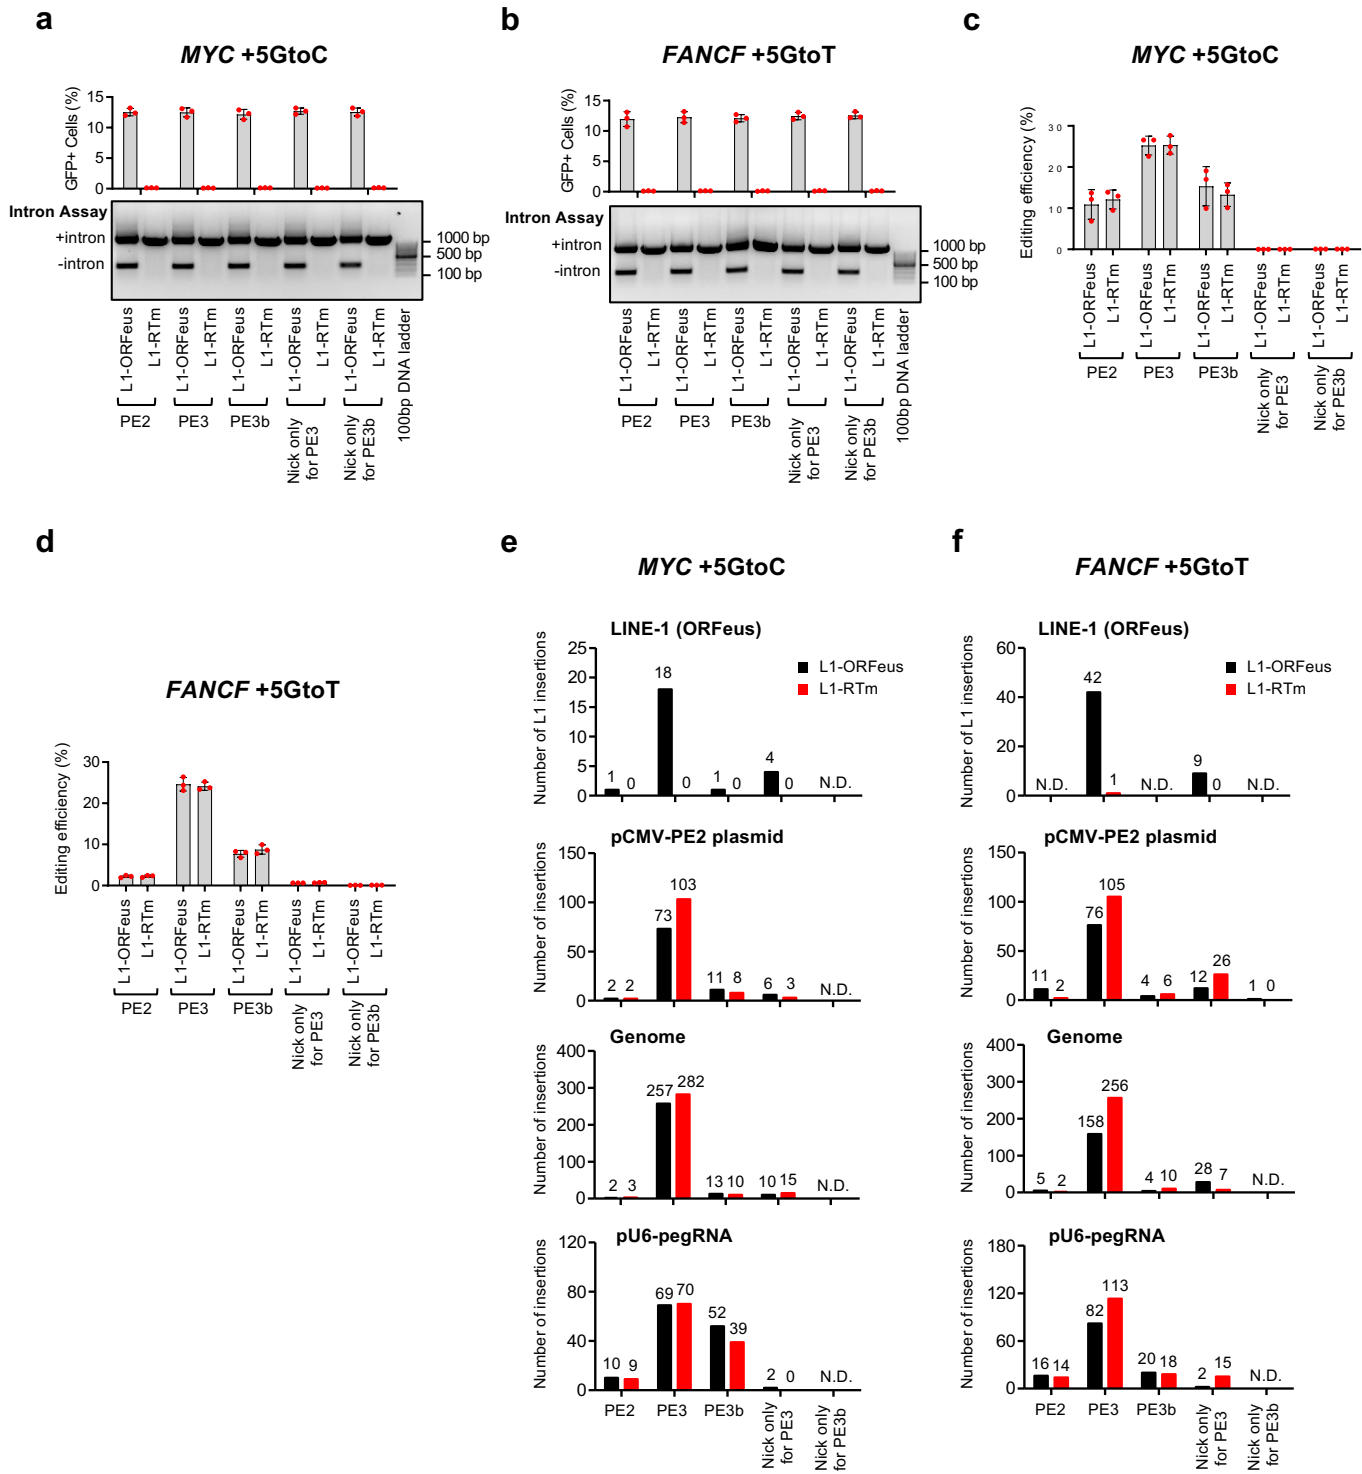 a
MYC +5GtoC
GFP+ Cells (%)
15
10
5
0
Intron Assay
+intron
-intron
1000 bp
500 bp
100 bp
L1-ORFeus
L1-RTm
L1-ORFeus
L1-RTm
L1-ORFeus
L1-RTm
L1-ORFeus
L1-RTm
L1-ORFeus
L1-RTm
100bp DNA ladder
PE2
PE3
PE3b
Nick only
for PE3
Nick only
for PE3b
b
FANCF +5GtoT
GFP+ Cells (%)
15
10
5
0
Intron Assay
+intron
-intron
1000 bp
500 bp
100 bp
L1-ORFeus
L1-RTm
L1-ORFeus
L1-RTm
L1-ORFeus
L1-RTm
L1-ORFeus
L1-RTm
L1-ORFeus
L1-RTm
100bp DNA ladder
PE2
PE3
PE3b
Nick only
for PE3
Nick only
for PE3b
c
MYC +5GtoC
Editing efficiency (%)
30
20
10
0
L1-ORFeus
L1-RTm
L1-ORFeus
L1-RTm
L1-ORFeus
L1-RTm
L1-ORFeus
L1-RTm
L1-ORFeus
L1-RTm
PE2
PE3
PE3b
Nick only
for PE3
Nick only
for PE3b
d
FANCF +5GtoT
Editing efficiency (%)
30
20
10
0
L1-ORFeus
L1-RTm
L1-ORFeus
L1-RTm
L1-ORFeus
L1-RTm
L1-ORFeus
L1-RTm
L1-ORFeus
L1-RTm
PE2
PE3
PE3b
Nick only
for PE3
Nick only
for PE3b
e
MYC +5GtoC
LINE-1 (ORFeus)
Number of L1 insertions
25
20
15
10
5
0
1 0 18 0 1 0 4 0 N.D.
L1-ORFeus
L1-RTm
pCMV-PE2 plasmid
Number of insertions
150
100
50
0
2 2 73 103 11 8 6 3 N.D.
Genome
Number of insertions
400
300
200
100
0
2 3 257 282 13 10 10 15 N.D.
pU6-pegRNA
Number of insertions
120
80
40
0
10 9 69 70 52 39 2 0 N.D.
PE2
PE3
PE3b
Nick only
for PE3
Nick only
for PE3b
f
FANCF +5GtoT
LINE-1 (ORFeus)
Number of L1 insertions
60
40
20
0
N.D. 42 1 N.D. 9 0 N.D.
L1-ORFeus
L1-RTm
pCMV-PE2 plasmid
Number of insertions
150
100
50
0
11 2 76 105 4 6 12 26 1 0
Genome
Number of insertions
400
300
200
100
0
5 2 158 256 4 10 28 7 N.D.
pU6-pegRNA
Number of insertions
180
120
60
0
16 14 82 113 20 18 2 15 N.D.
PE2
PE3
PE3b
Nick only
for PE3
Nick only
for PE3b